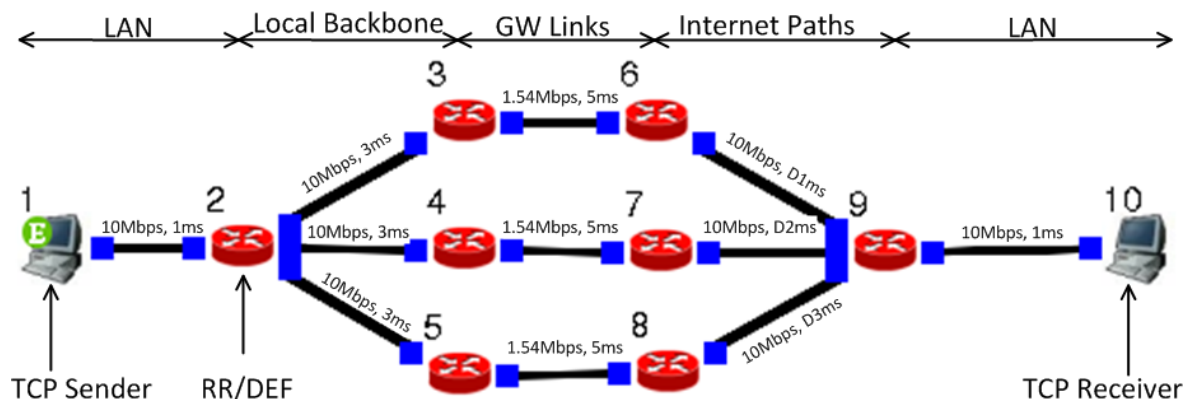 LAN
Local Backbone
GW Links
Internet Paths
LAN
3
1.54Mbps, 5ms
6
10Mbps, 3ms
10Mbps, D1ms
1
E
10Mbps, 1ms
2
10Mbps, 3ms
4
1.54Mbps, 5ms
7
10Mbps, D2ms
9
10Mbps, 1ms
10
10Mbps, 3ms
5
1.54Mbps, 5ms
8
10Mbps, D3ms
TCP Sender
RR/DEF
TCP Receiver